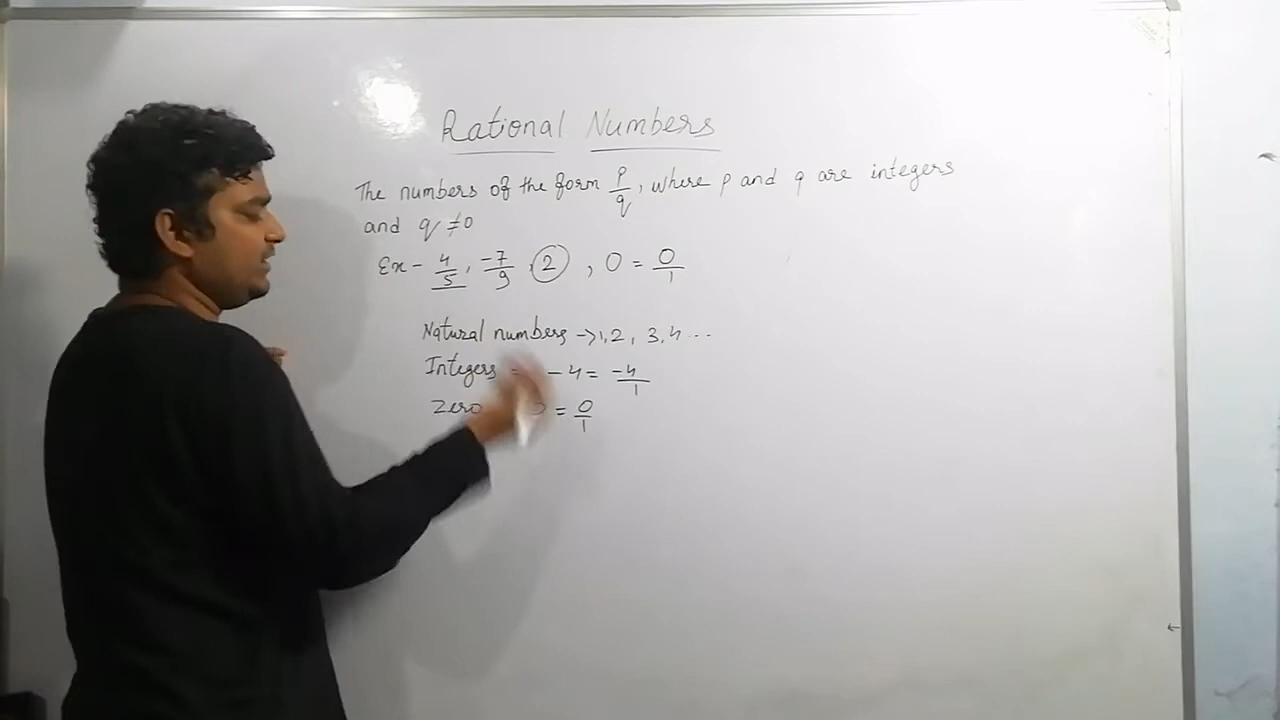 Rational Numbers
The numbers of the form p/q, where p and q are integers
and q ≠ 0
Ex - 4/5, -7/9, 2, 0 = 0/1
Natural numbers → 1, 2, 3, 4 ...
Integers - 4 = -4/1
Zero 0 = 0/1